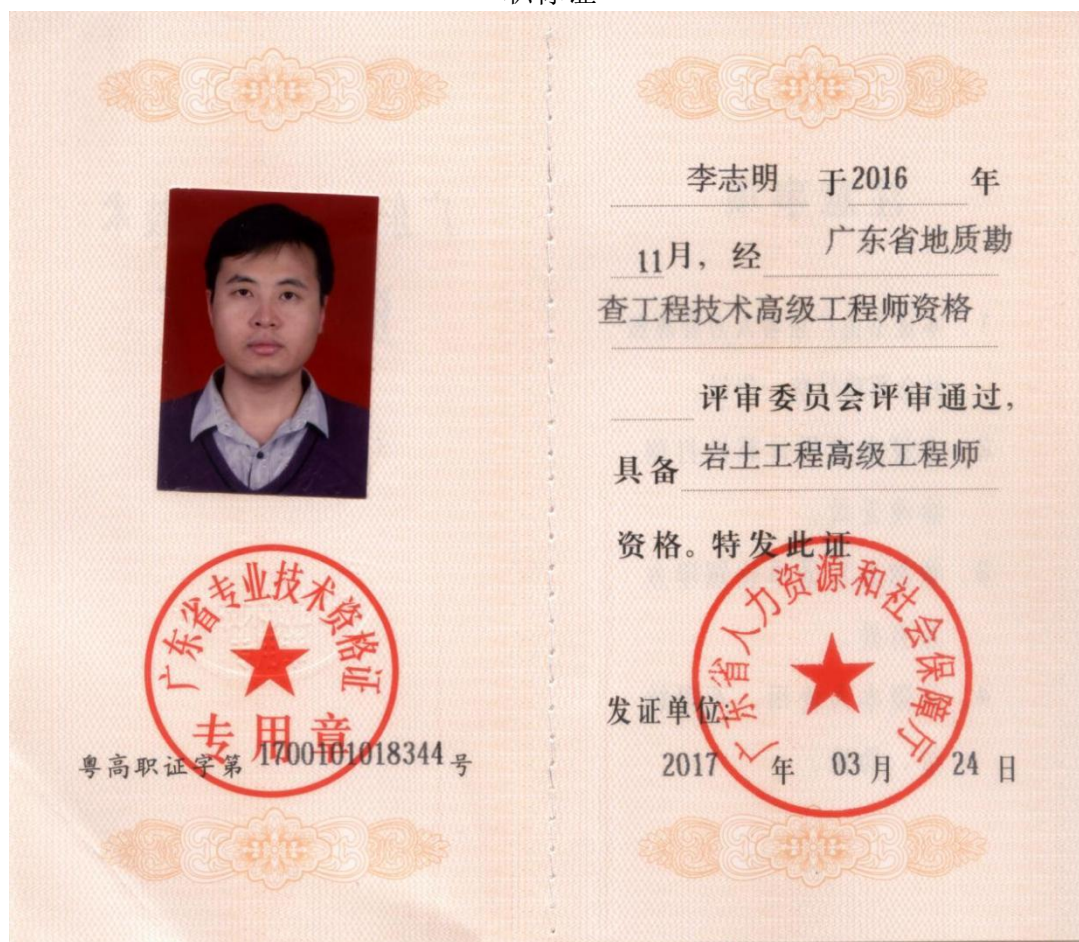 职称证
广东省专业技术资格证
专用章
粤高职证字第 1700101018344 号
李志明 于2016 年
11月，经 广东省地质勘
查工程技术高级工程师资格
评审委员会评审通过，
具备 岩土工程高级工程师
资格。特发此证
广东省人力资源和社会保障厅
发证单位：
2017 年 03 月 24 日